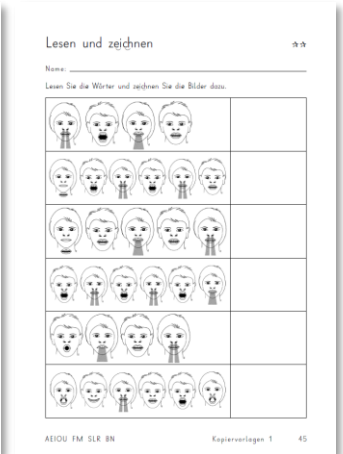 Lesen und zeichnen
Name:
Lesen Sie die Wörter und zeichnen Sie die Bilder dazu.
AEIOU FM SLR BN Kopiervorlagen 1 45